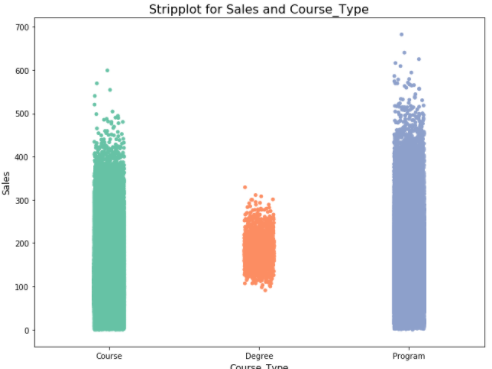 Stripplot for Sales and Course_Type
700
600
500
400
300
200
100
0
Sales
Course
Degree
Program
Course_Type